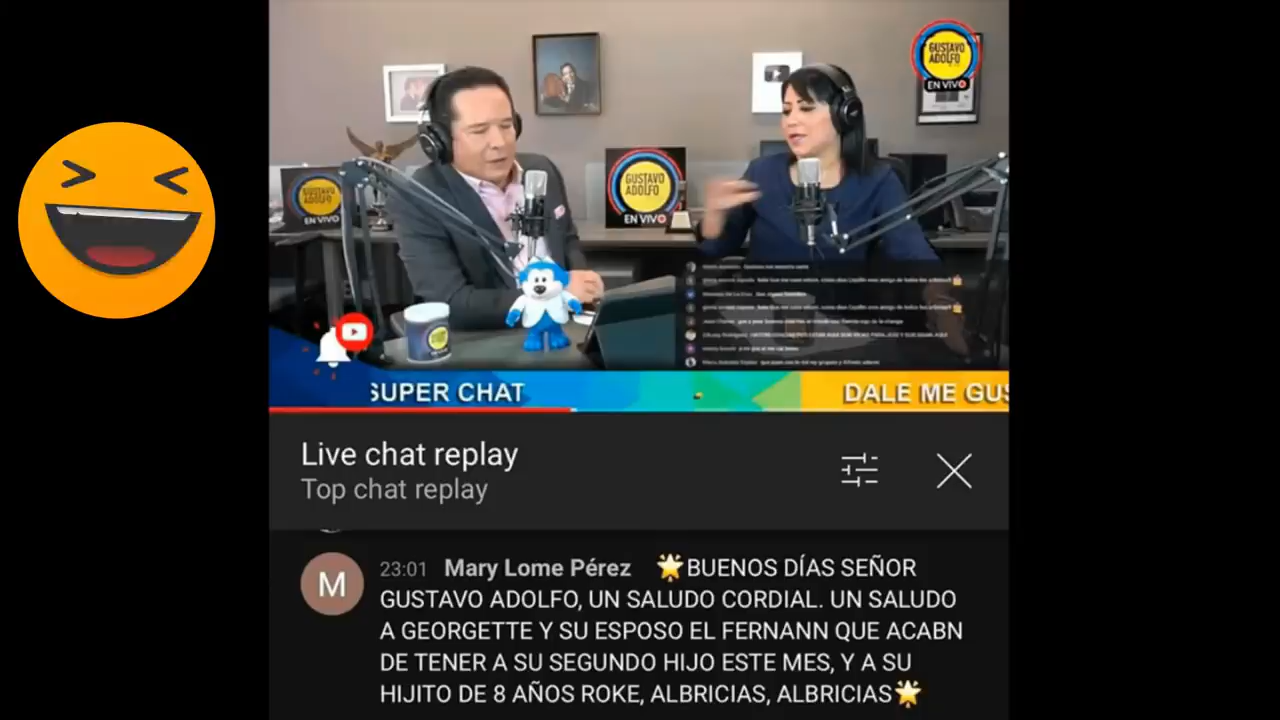 GUSTAVO
ADOLFO
EN VIVO
GUSTAVO
ADOLFO
EN VIVO
GUSTAVO
ADOLFO
EN VIVO
SUPER CHAT
DALE ME GUS
Live chat replay
Top chat replay
M
23:01 Mary Lome Pérez 🌟BUENOS DÍAS SEÑOR
GUSTAVO ADOLFO, UN SALUDO CORDIAL. UN SALUDO
A GEORGETTE Y SU ESPOSO EL FERNANN QUE ACABN
DE TENER A SU SEGUNDO HIJO ESTE MES, Y A SU
HIJITO DE 8 AÑOS ROKE, ALBRICIAS, ALBRICIAS🌟